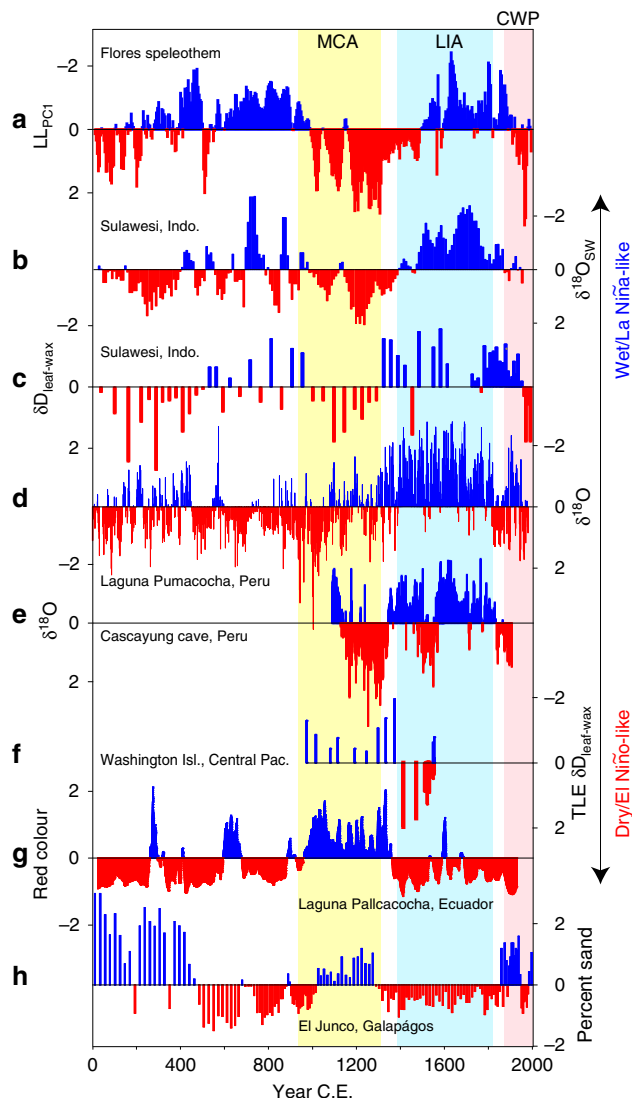 CWP
MCA
LIA
Flores speleothem
a
LL_PC1
−2
0
2
Sulawesi, Indo.
b
−2
0
2
δ18O_SW
Sulawesi, Indo.
c
δD_leaf-wax
−2
0
2
d
−2
0
2
δ18O
Laguna Pumacocha, Peru
e
δ18O
−2
0
2
Cascayung cave, Peru
f
Washington Isl., Central Pac.
−2
0
2
TLE δD_leaf-wax
g
Red colour
2
0
−2
Laguna Pallcacocha, Ecuador
h
2
0
−2
Percent sand
El Junco, Galapágos
0
400
800
1200
1600
2000
Year C.E.
Wet/La Niña-like
Dry/El Niño-like